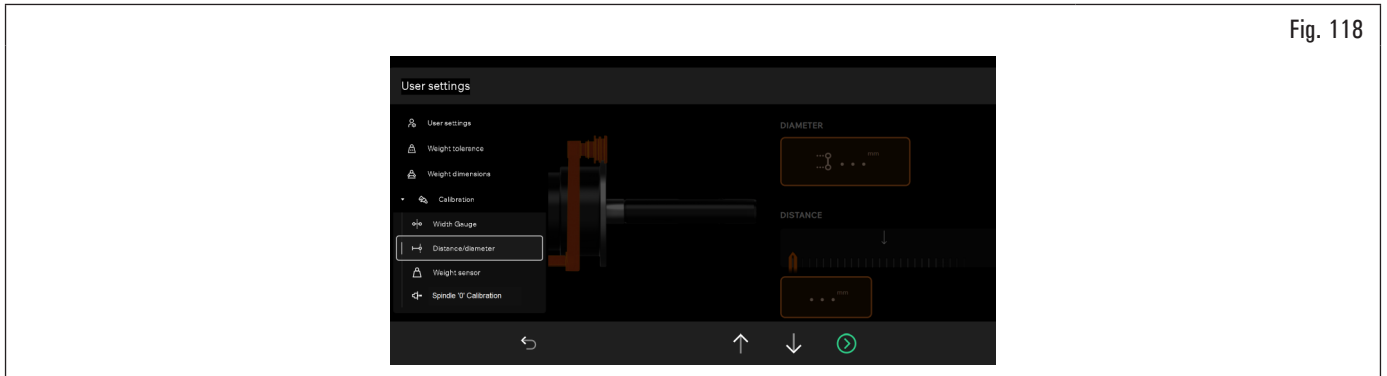 Fig. 118
User settings
User settings
Weight tolerance
Weight dimensions
Calibration
Width Gauge
Distance/diameter
Weight sensor
Spindle '0' Calibration
DIAMETER
mm
DISTANCE
mm